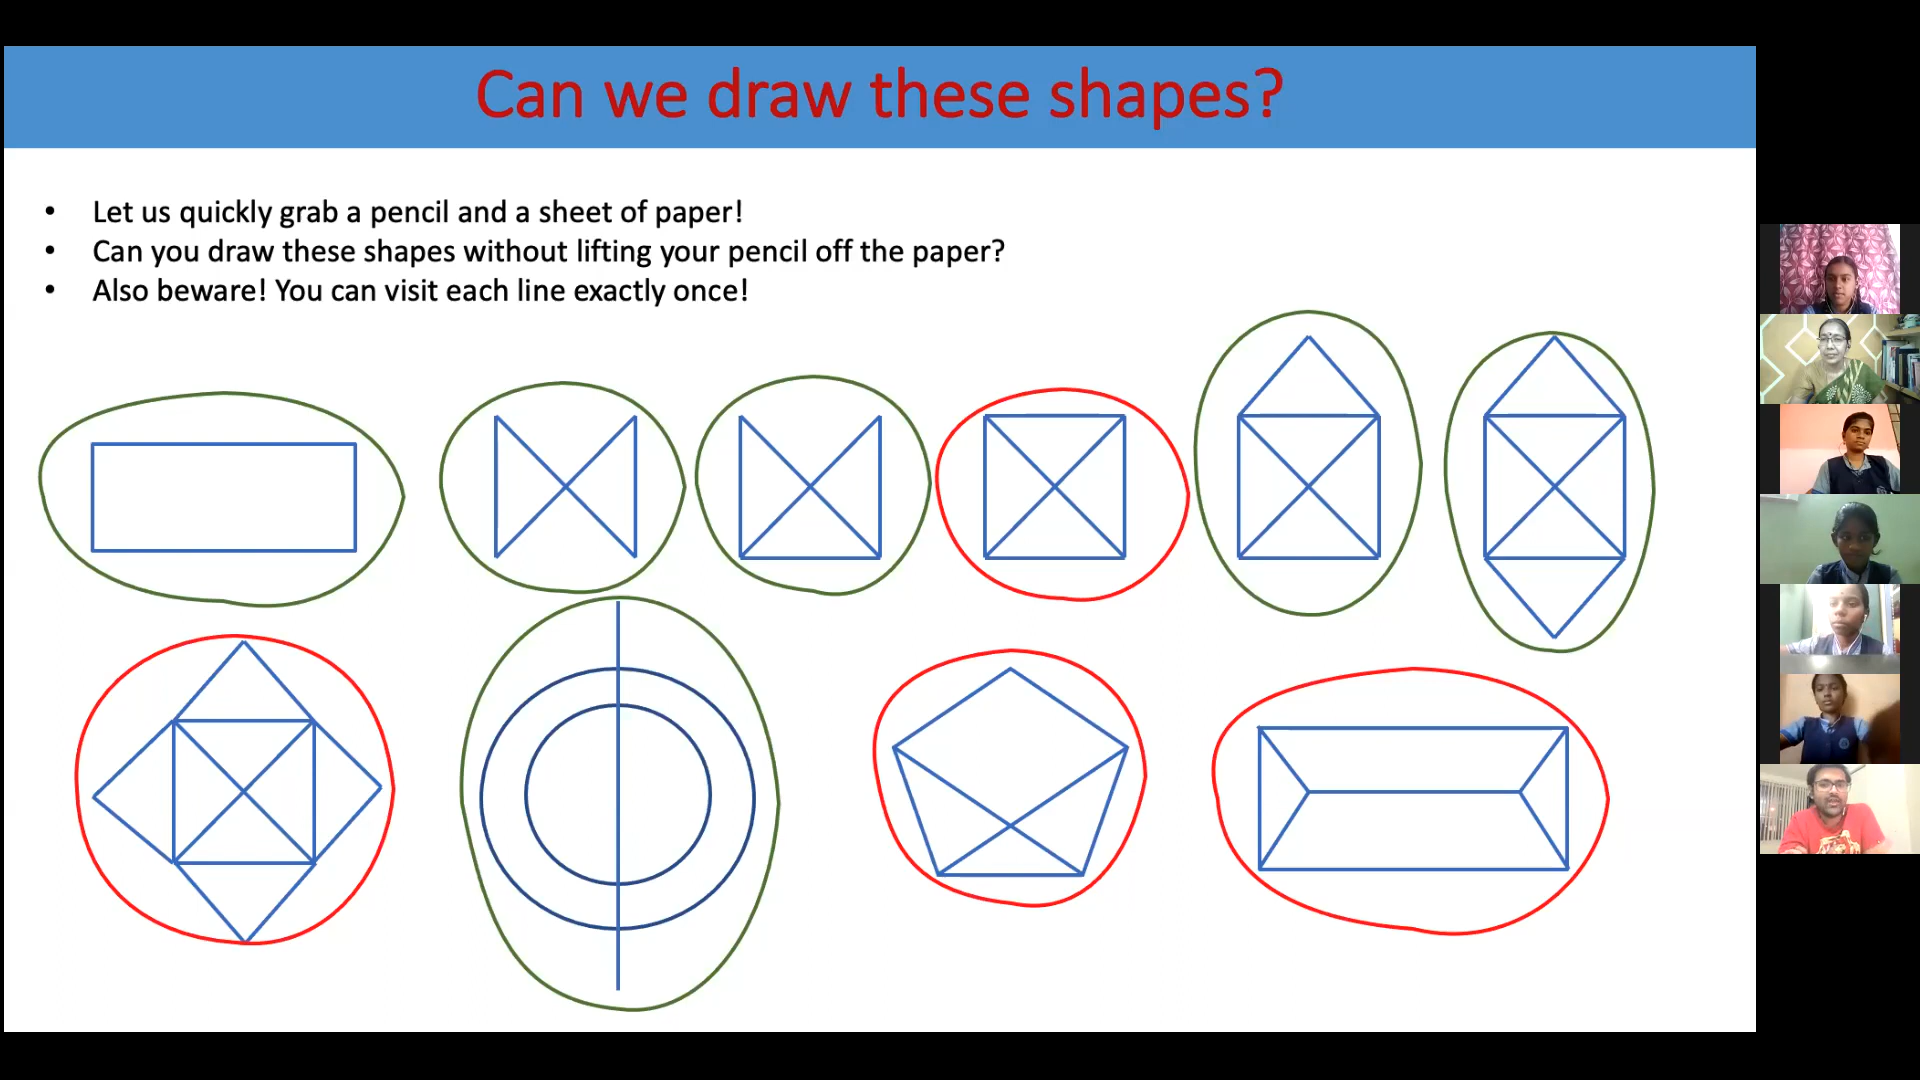 Can we draw these shapes?
• Let us quickly grab a pencil and a sheet of paper!
• Can you draw these shapes without lifting your pencil off the paper?
• Also beware! You can visit each line exactly once!